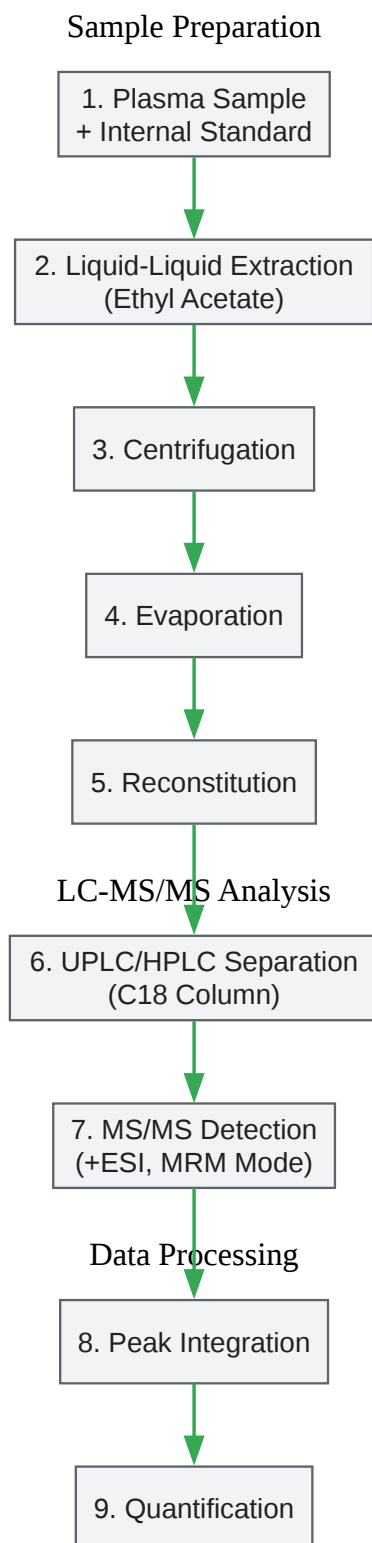 Sample Preparation
1. Plasma Sample
+ Internal Standard
2. Liquid-Liquid Extraction
(Ethyl Acetate)
3. Centrifugation
4. Evaporation
5. Reconstitution
LC-MS/MS Analysis
6. UPLC/HPLC Separation
(C18 Column)
7. MS/MS Detection
(+ESI, MRM Mode)
Data Processing
8. Peak Integration
9. Quantification